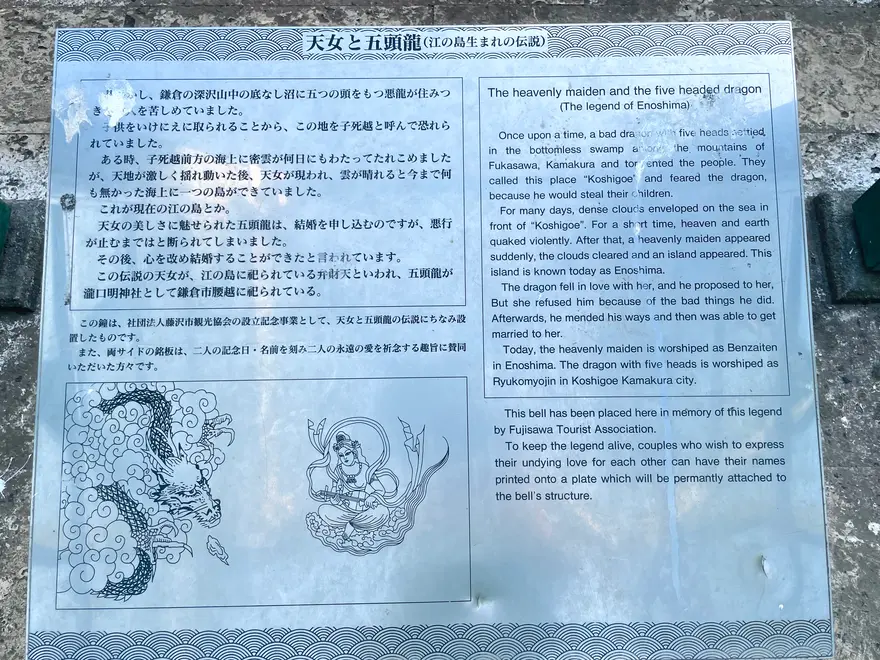 天女と五頭龍(江の島生まれの伝説)
かし、鎌倉の深沢山中の底なし沼に五つの頭をもつ悪龍が住みつ
き 人を苦しめていました。
子供をいけにえに取られることから、この地を子死越と呼んで恐れら
れていました。
ある時、子死越前方の海上に密雲が何日にもわたってたれこめました
が、天地が激しく揺れ動いた後、天女が現われ、雲が晴れると今まで何
も無かった海上に一つの島ができていました。
これが現在の江の島とか。
天女の美しさに魅せられた五頭龍は、結婚を申し込むのですが、悪行
が止むまではと断られてしまいました。
その後、心を改め結婚することができたと言われています。
この伝説の天女が、江の島に祀られている弁財天といわれ、五頭龍が
瀧口明神社として鎌倉市腰越に祀られている。
この鐘は、社団法人藤沢市観光協会の設立記念事業として、天女と五頭龍の伝説にちなみ設
置したものです。
また、両サイドの銘板は、二人の記念日・名前を刻み二人の永遠の愛を祈念する趣旨に賛同
いただいた方々です。
The heavenly maiden and the five headed dragon
(The legend of Enoshima)
Once upon a time, a bad dragon with five heads settled,
in the bottomless swamp amongst the mountains of
Fukasawa, Kamakura and tormented the people. They
called this place "Koshigoe" and feared the dragon,
because he would steal their children.
For many days, dense clouds enveloped on the sea in
front of "Koshigoe". For a short time, heaven and earth
quaked violently. After that, a heavenly maiden appeared
suddenly, the clouds cleared and an island appeared. This
island is known today as Enoshima.
The dragon fell in love with her, and he proposed to her,
But she refused him because of the bad things he did.
Afterwards, he mended his ways and then was able to get
married to her.
Today, the heavenly maiden is worshiped as Benzaiten
in Enoshima. The dragon with five heads is worshiped as
Ryukomyojin in Koshigoe Kamakura city.
This bell has been placed here in memory of this legend
by Fujisawa Tourist Association.
To keep the legend alive, couples who wish to express
their undying love for each other can have their names
printed onto a plate which will be permantly attached to
the bell's structure.